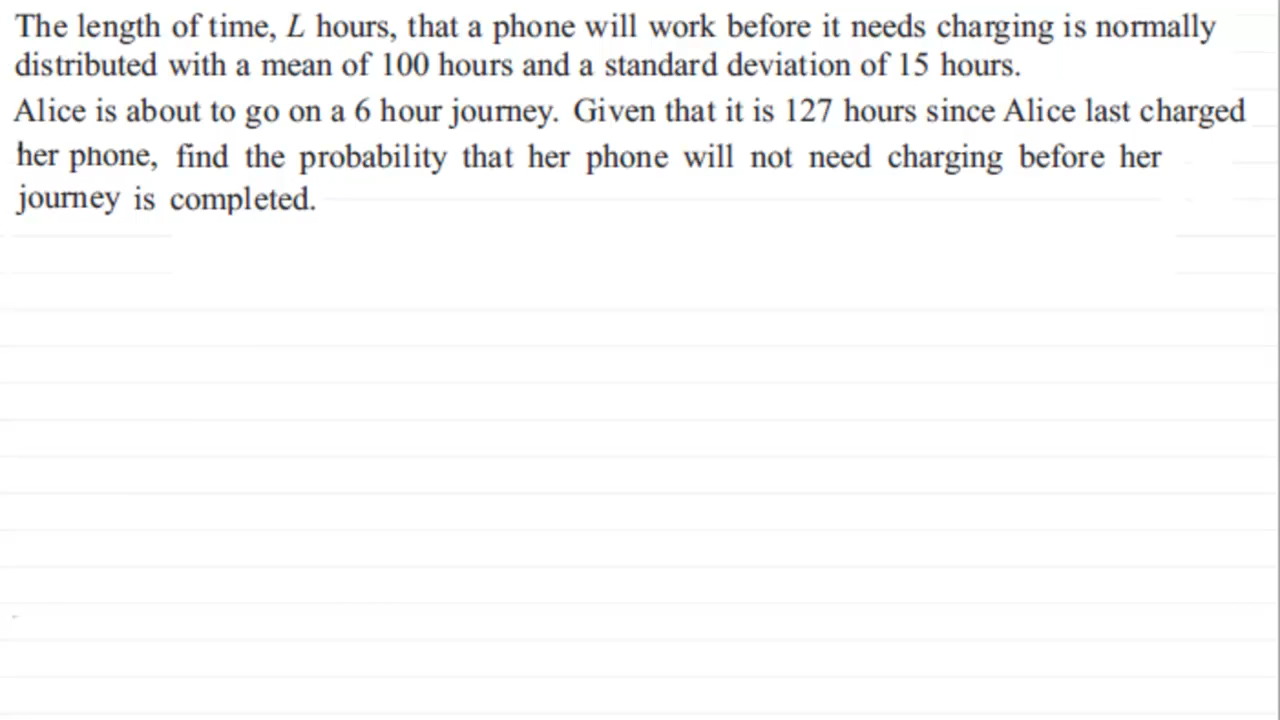 The length of time, L hours, that a phone will work before it needs charging is normally
distributed with a mean of 100 hours and a standard deviation of 15 hours.
Alice is about to go on a 6 hour journey. Given that it is 127 hours since Alice last charged
her phone, find the probability that her phone will not need charging before her
journey is completed.